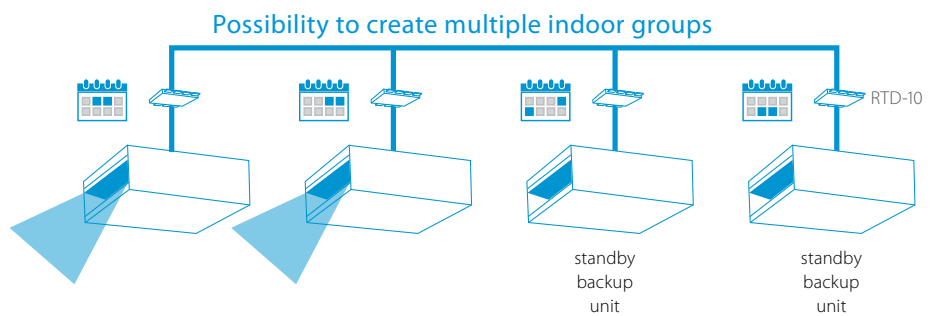 Possibility to create multiple indoor groups
RTD-10
standby
backup
unit
standby
backup
unit